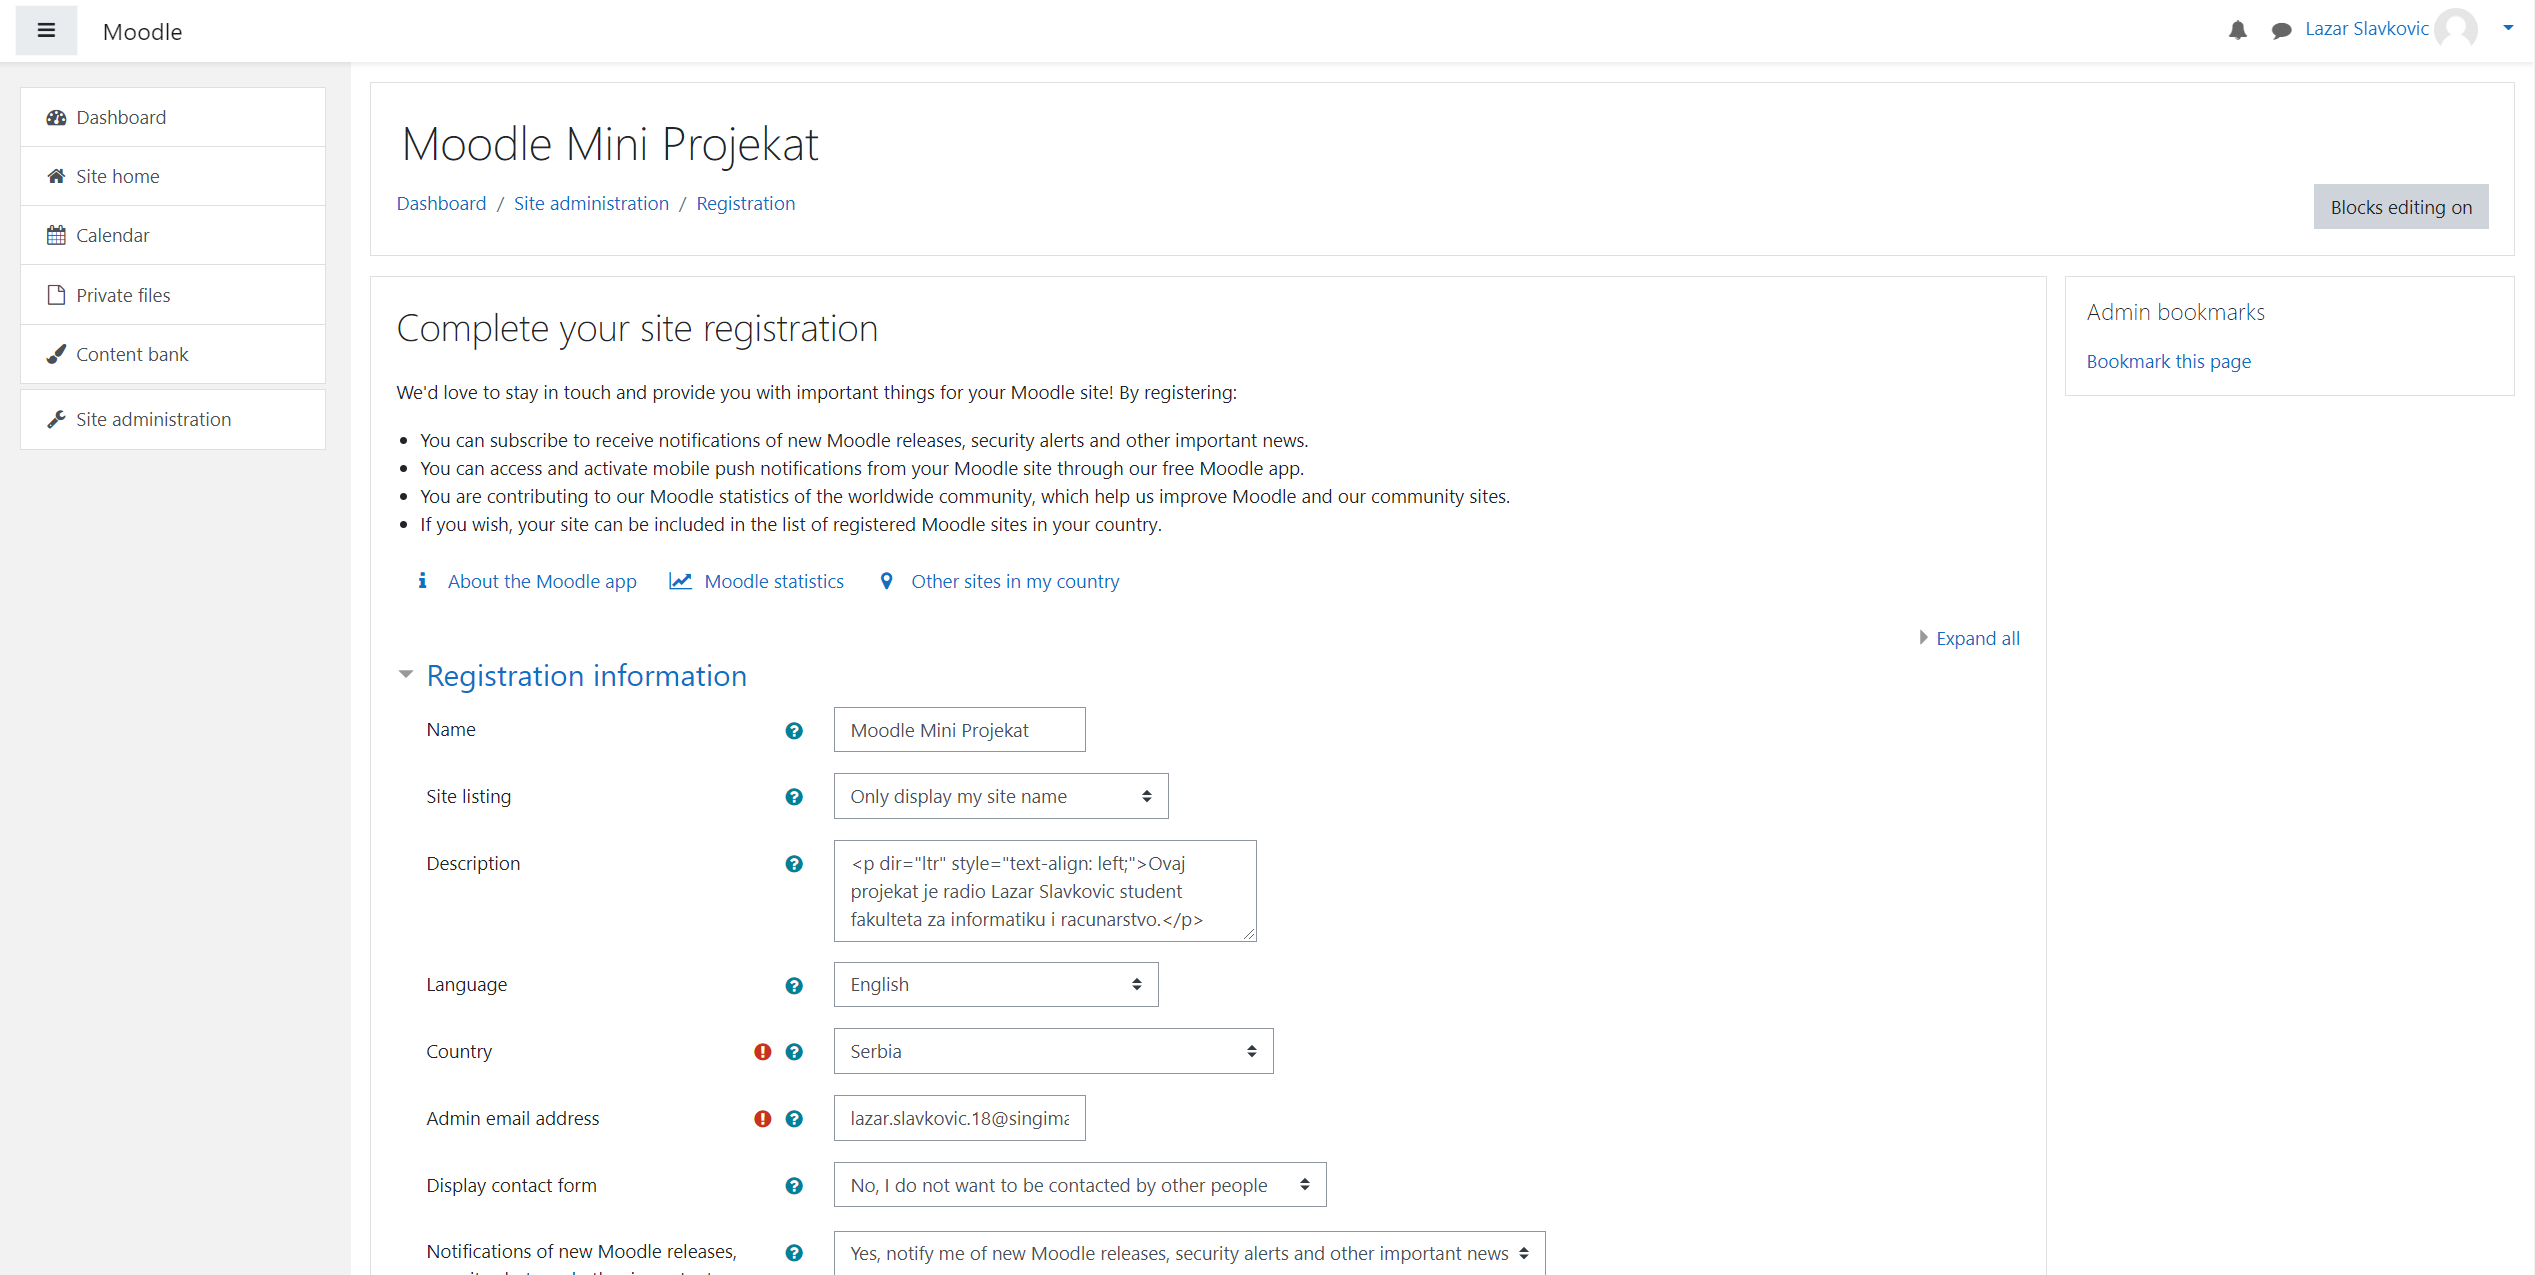 Moodle
Lazar Slavkovic
Dashboard
Site home
Calendar
Private files
Content bank
Site administration
Moodle Mini Projekat
Dashboard / Site administration / Registration
Blocks editing on
Complete your site registration
We'd love to stay in touch and provide you with important things for your Moodle site! By registering:
You can subscribe to receive notifications of new Moodle releases, security alerts and other important news.
You can access and activate mobile push notifications from your Moodle site through our free Moodle app.
You are contributing to our Moodle statistics of the worldwide community, which help us improve Moodle and our community sites.
If you wish, your site can be included in the list of registered Moodle sites in your country.
About the Moodle app Moodle statistics Other sites in my country
Expand all
Registration information
Name Moodle Mini Projekat
Site listing Only display my site name
Description <p dir="ltr" style="text-align: left;">Ovaj
projekat je radio Lazar Slavkovic student
fakulteta za informatiku i racunarstvo.</p>
Language English
Country Serbia
Admin email address lazar.slavkovic.18@singima
Display contact form No, I do not want to be contacted by other people
Notifications of new Moodle releases, Yes, notify me of new Moodle releases, security alerts and other important news
Admin bookmarks
Bookmark this page